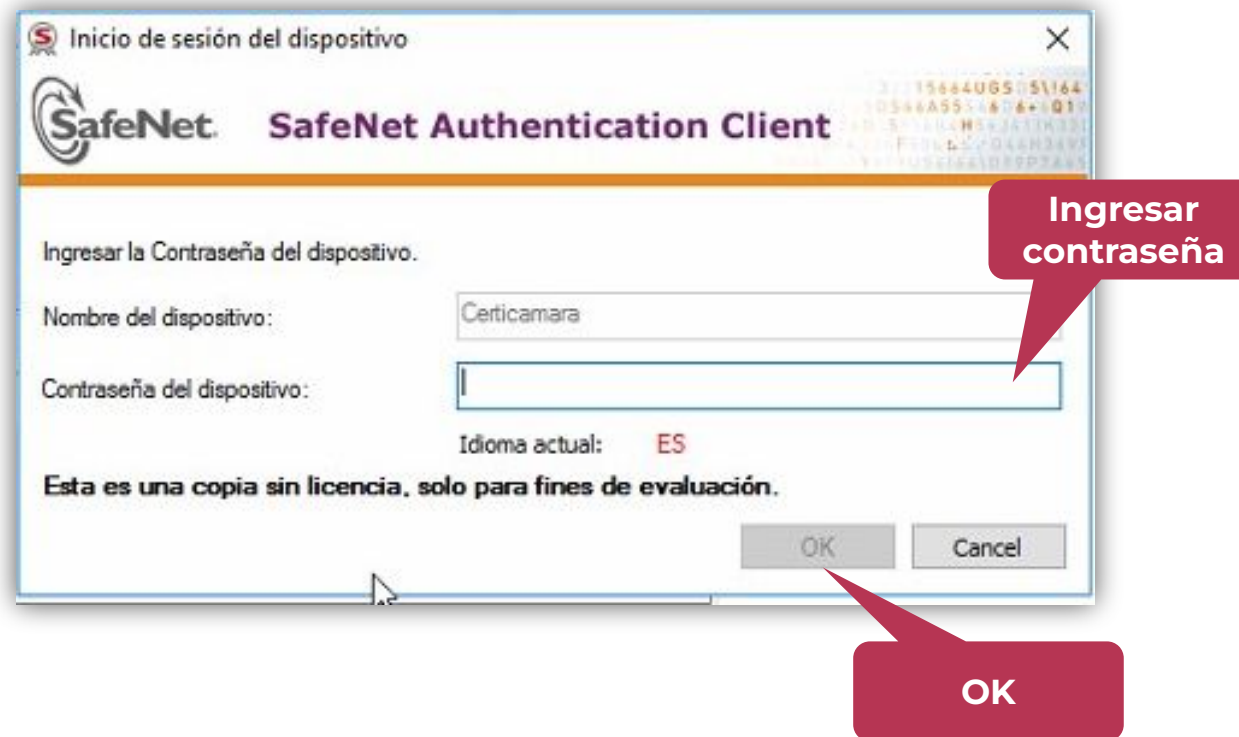 Inicio de sesión del dispositivo
SafeNet. SafeNet Authentication Client
Ingresar
contraseña
Ingresar la Contraseña del dispositivo.
Nombre del dispositivo: Certicamara
Contraseña del dispositivo:
Idioma actual: ES
Esta es una copia sin licencia, solo para fines de evaluación.
OK Cancel
OK